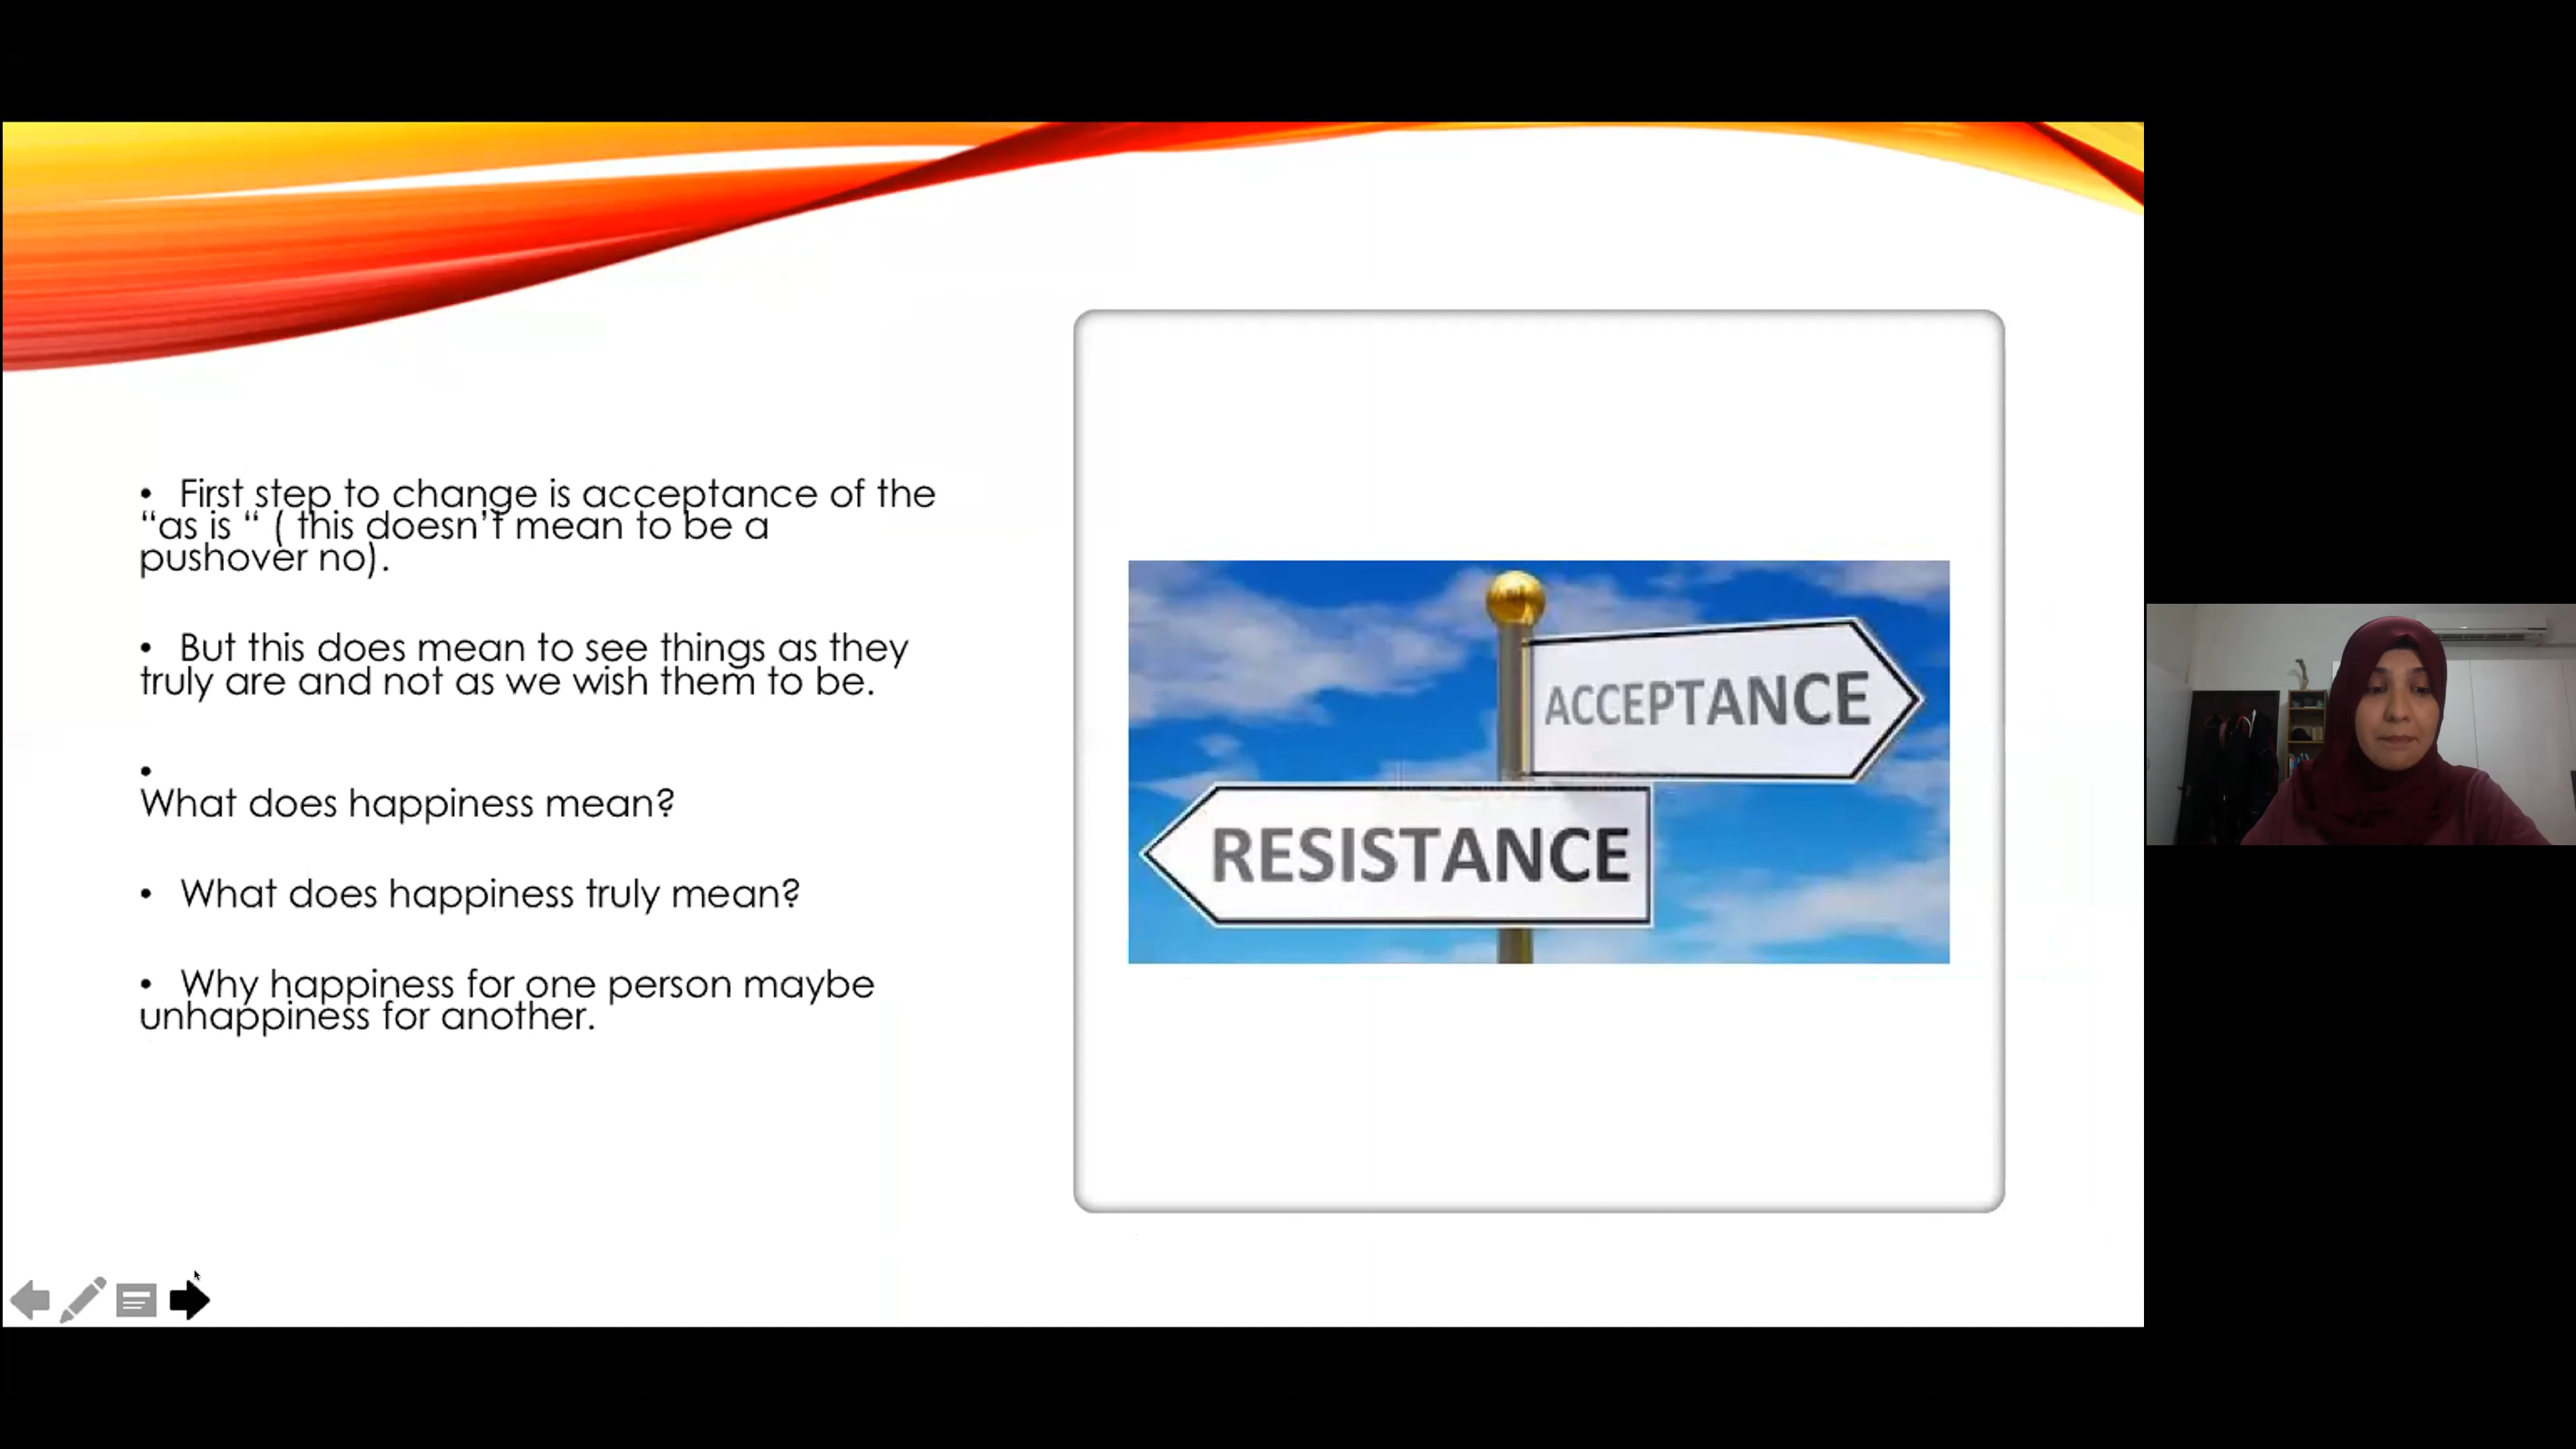 • First step to change is acceptance of the
“as is “ ( this doesn’t mean to be a
pushover no).
• But this does mean to see things as they
truly are and not as we wish them to be.
•
What does happiness mean?
• What does happiness truly mean?
• Why happiness for one person maybe
unhappiness for another.
ACCEPTANCE
RESISTANCE